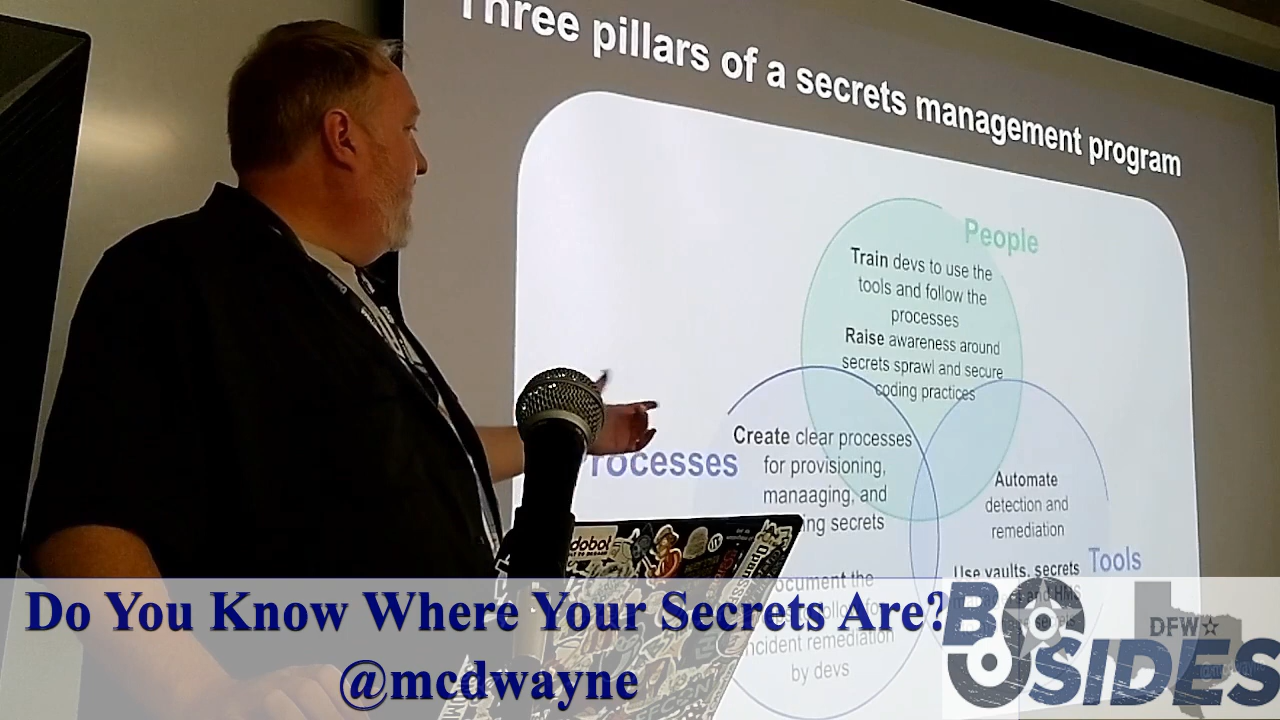 Three pillars of a secrets management program
People
Train devs to use the
tools and follow the
processes
Raise awareness around
secrets sprawl and secure
coding practices
Processes
Create clear processes
for provisioning,
manaaging, and
secrets
Document the
incident remediation
by devs
Automate
detection and
remediation
Tools
Use vaults, secrets
dobot
Do You Know Where Your Secrets Are?
@mcdwayne
BSIDES
DFW